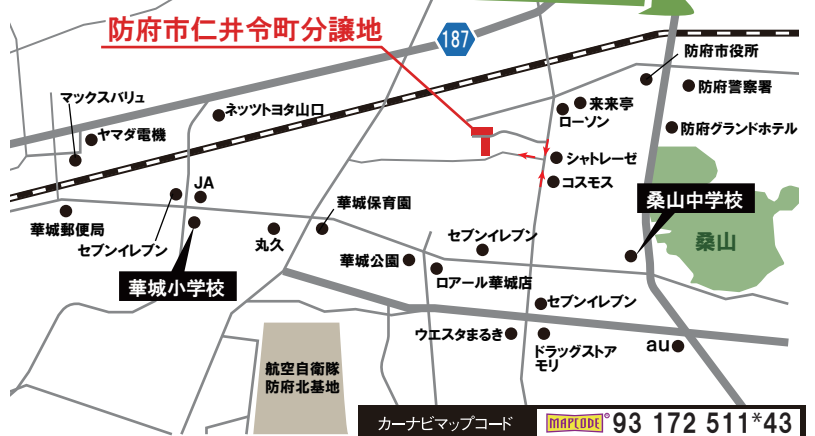 防府市仁井令町分譲地
187
防府市役所
マックスバリュ
ネッツトヨタ山口
来来亭
防府警察署
ローソン
ヤマダ電機
防府グランドホテル
シャトレーゼ
JA
コスモス
桑山中学校
華城保育園
華城郵便局
セブンイレブン
丸久
セブンイレブン
桑山
華城公園
ロアール華城店
華城小学校
セブンイレブン
ウエスタまるき
ドラッグストア
モリ
au
航空自衛隊
防府北基地
カーナビマップコード
MAPCODE® 93 172 511*43